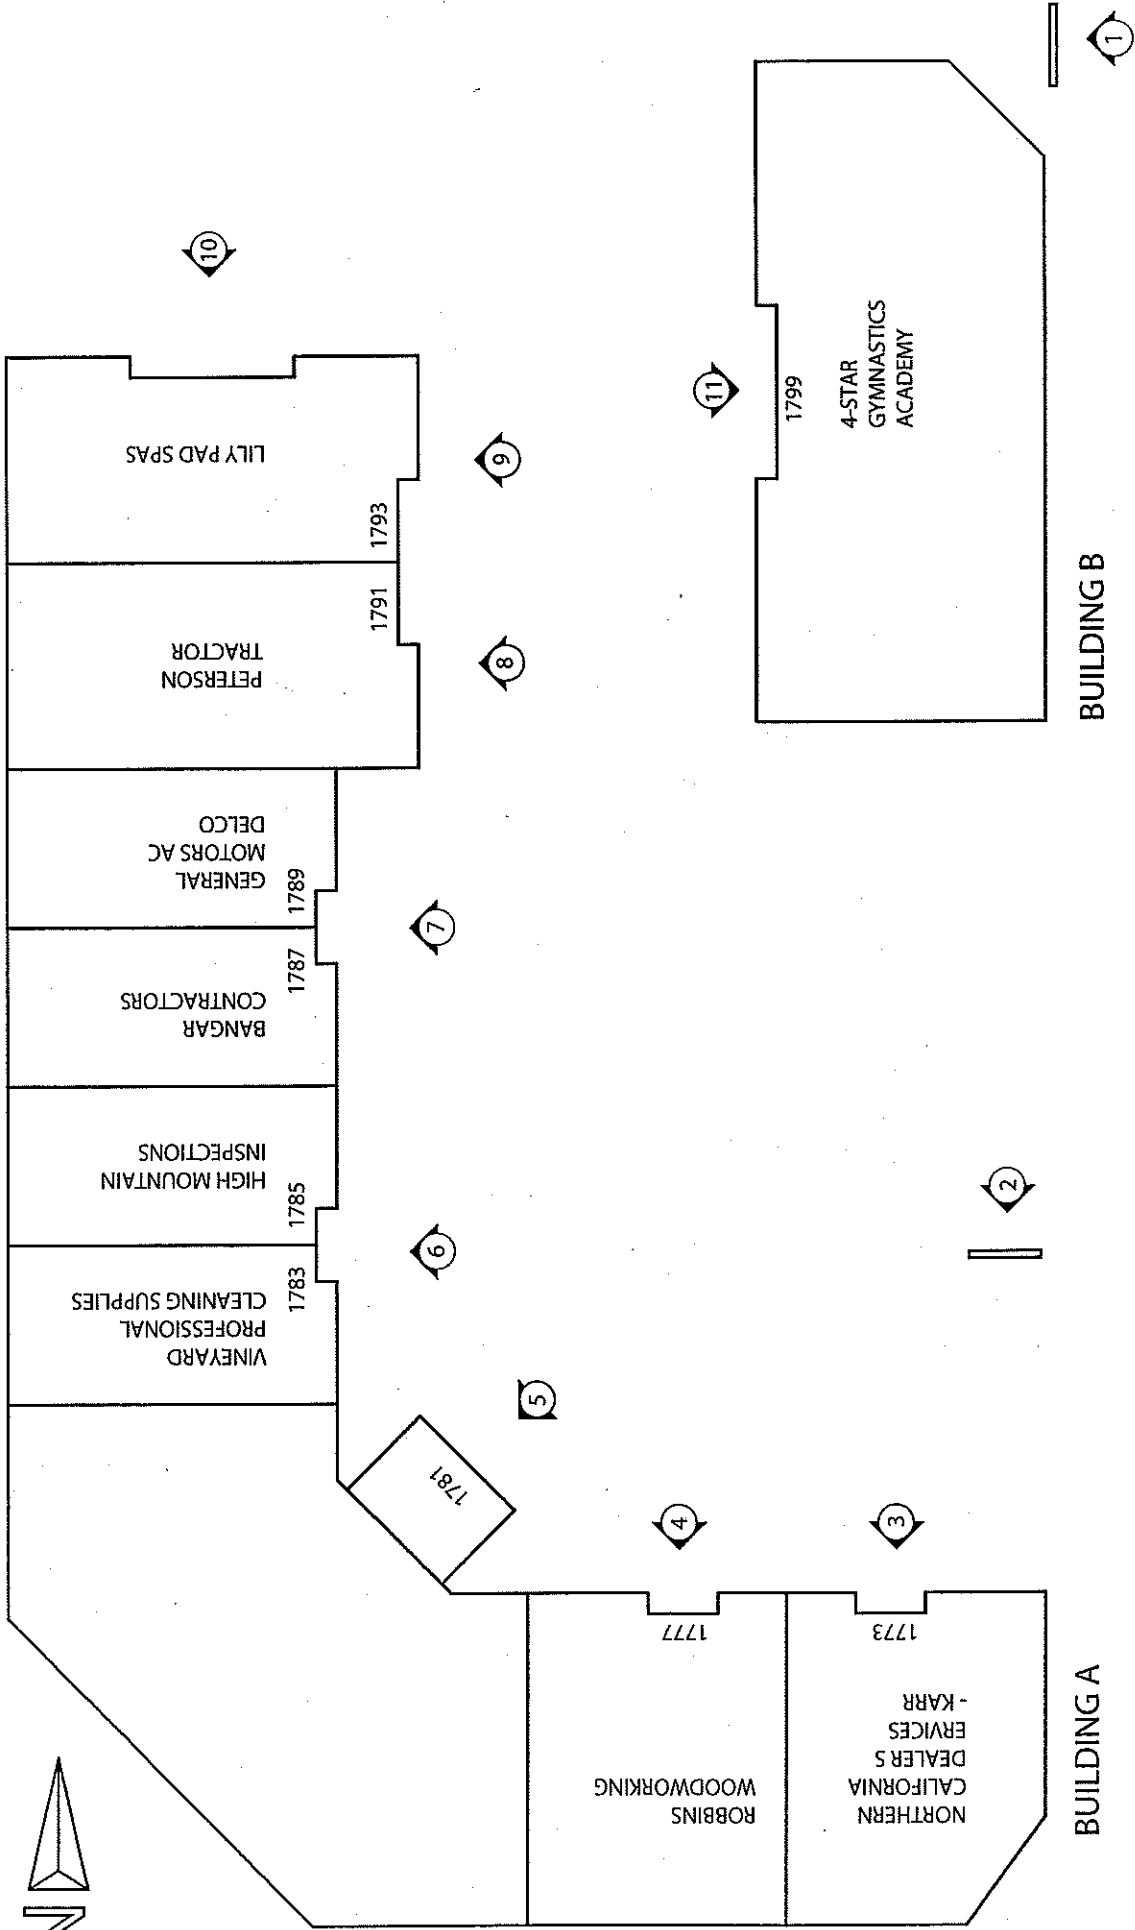 N
LILY PAD SPAS
1793
PETERSON
TRACTOR
1791
GENERAL
MOTORS AC
DELCO
1789
BANGAR
CONTRACTORS
1787
HIGH MOUNTAIN
INSPECTIONS
1785
VINEYARD
PROFESSIONAL
CLEANING SUPPLIES
1783
1781
ROBBINS
WOODWORKING
1777
NORTHERN
CALIFORNIA
DEALER S
ERVICES
- KARR
1773
BUILDING A
1799
4-STAR
GYMNASTICS
ACADEMY
BUILDING B
1
2
3
4
5
6
7
8
9
10
11